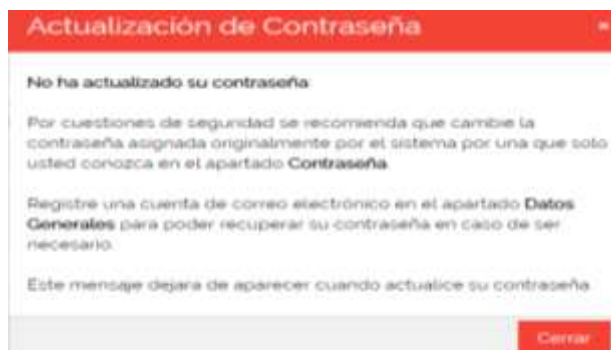 Actualización de Contraseña
×
No ha actualizado su contraseña
Por cuestiones de seguridad se recomienda que cambie la
contraseña asignada originalmente por el sistema por una que solo
usted conozca en el apartado Contraseña
Registre una cuenta de correo electrónico en el apartado Datos
Generales para poder recuperar su contraseña en caso de ser
necesario.
Este mensaje dejara de aparecer cuando actualice su contraseña
Cerrar